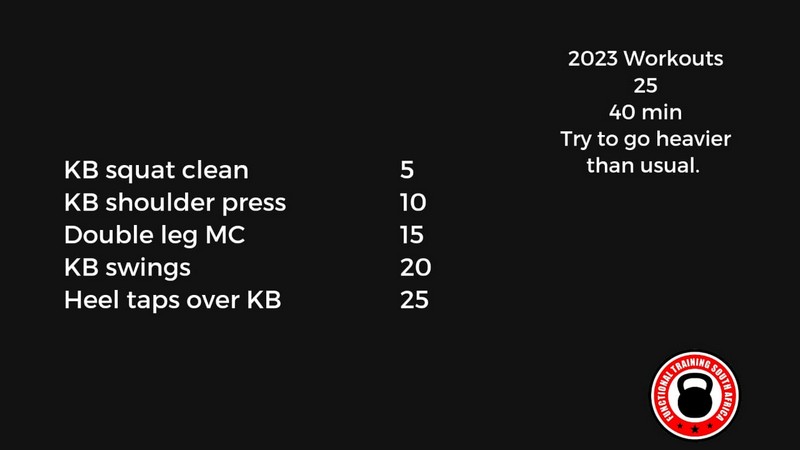 2023 Workouts
25
40 min
Try to go heavier
than usual.
KB squat clean 5
KB shoulder press 10
Double leg MC 15
KB swings 20
Heel taps over KB 25
FUNCTIONAL TRAINING SOUTH AFRICA